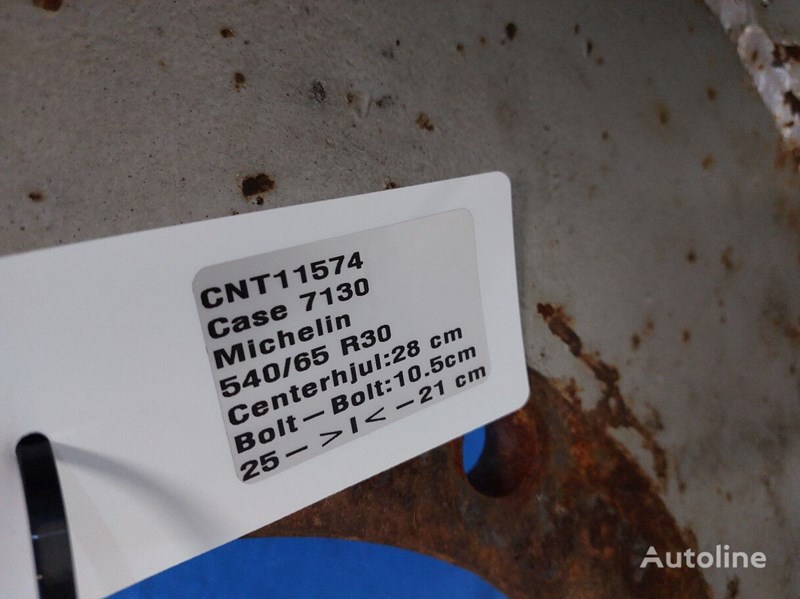 CNT11574
Case 7130
Michelin
540/65 R30
Centerhjul:28 cm
Bolt—Bolt:10.5cm
25— >I< —21 cm
Autoline